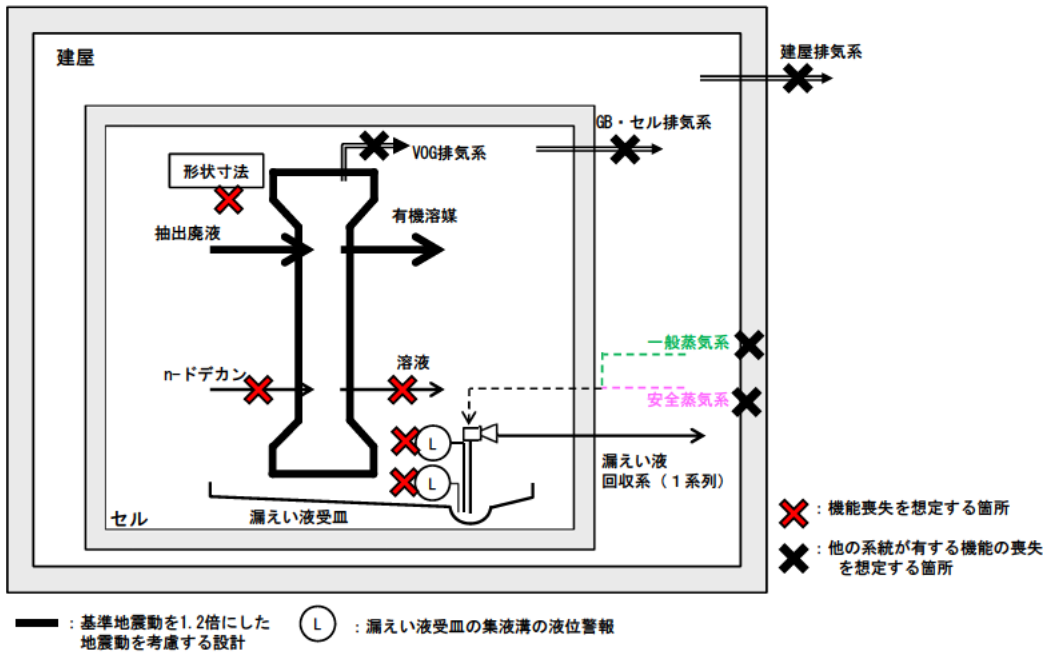 建屋
建屋排気系
GB・セル排気系
VOG排気系
形状寸法
有機溶媒
抽出廃液
一般蒸気系
n-ドデカン
溶液
安全蒸気系
L
L
漏えい液
回収系（１系列）
セル
漏えい液受皿
：機能喪失を想定する箇所
：他の系統が有する機能の喪失
を想定する箇所
：基準地震動を1.2倍にした
地震動を考慮する設計
L
：漏えい液受皿の集液溝の液位警報